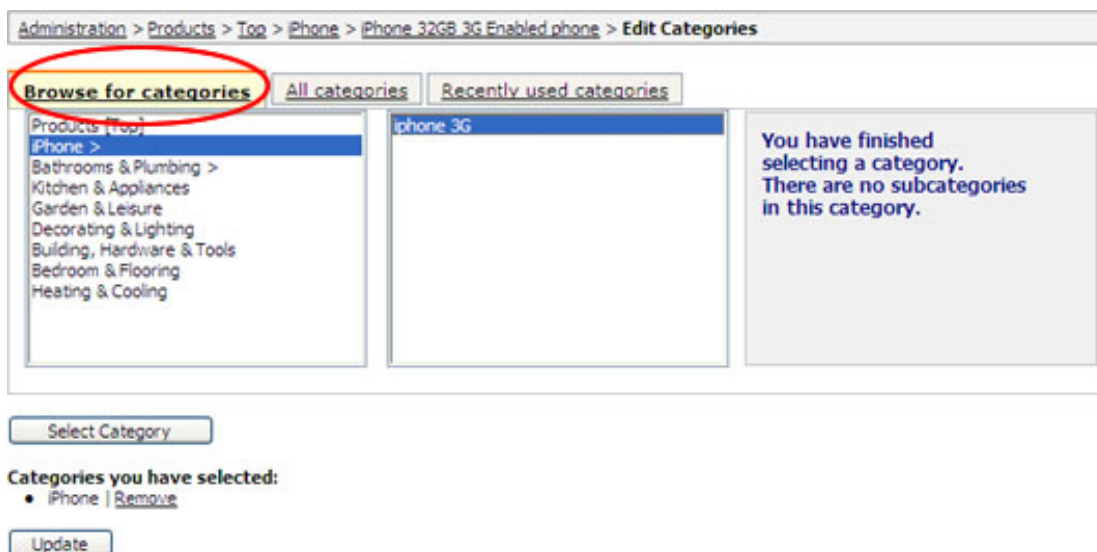 Administration > Products > Top > iPhone > iPhone 32GB 3G Enabled phone > Edit Categories
Browse for categories
All categories
Recently used categories
Products [Top]
iPhone >
Bathrooms & Plumbing >
Kitchen & Appliances
Garden & Leisure
Decorating & Lighting
Building, Hardware & Tools
Bedroom & Flooring
Heating & Cooling
iphone 3G
You have finished
selecting a category.
There are no subcategories
in this category.
Select Category
Categories you have selected:
• iPhone | Remove
Update